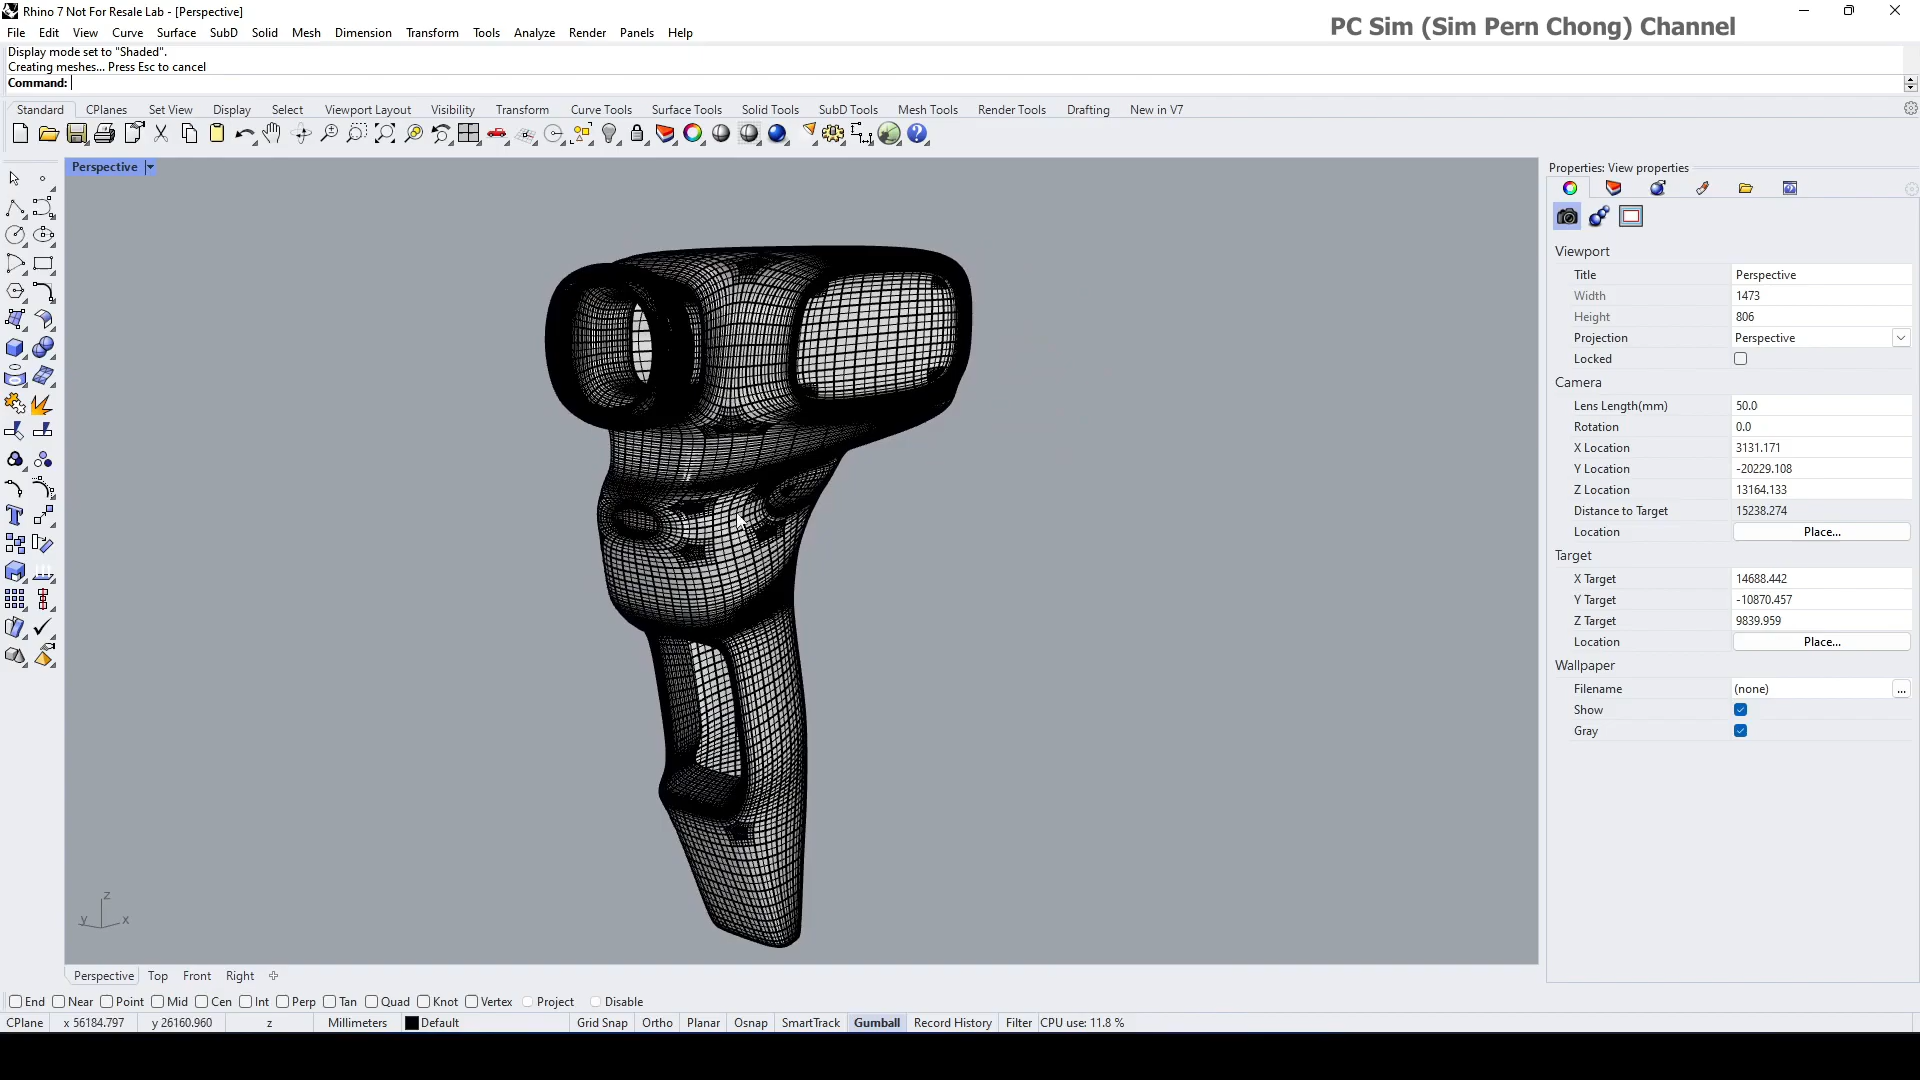 Rhino 7 Not For Resale Lab - [Perspective]
PC Sim (Sim Pern Chong) Channel
File Edit View Curve Surface SubD Solid Mesh Dimension Transform Tools Analyze Render Panels Help
Display mode set to "Shaded".
Creating meshes... Press Esc to cancel
Command:
Standard CPlanes Set View Display Select Viewport Layout Visibility Transform Curve Tools Surface Tools Solid Tools SubD Tools Mesh Tools Render Tools Drafting New in V7
Perspective
Properties: View properties
Viewport
Title Perspective
Width 1473
Height 806
Projection Perspective
Locked
Camera
Lens Length(mm) 50.0
Rotation 0.0
X Location 3131.171
Y Location -20229.108
Z Location 13164.133
Distance to Target 15238.274
Location Place...
Target
X Target 14688.442
Y Target -10870.457
Z Target 9839.959
Location Place...
Wallpaper
Filename (none) ...
Show
Gray
z
y x
Perspective Top Front Right
End Near Point Mid Cen Int Perp Tan Quad Knot Vertex Project Disable
CPlane x 56184.797 y 26160.960 z Millimeters Default Grid Snap Ortho Planar Osnap SmartTrack Gumball Record History Filter CPU use: 11.8 %